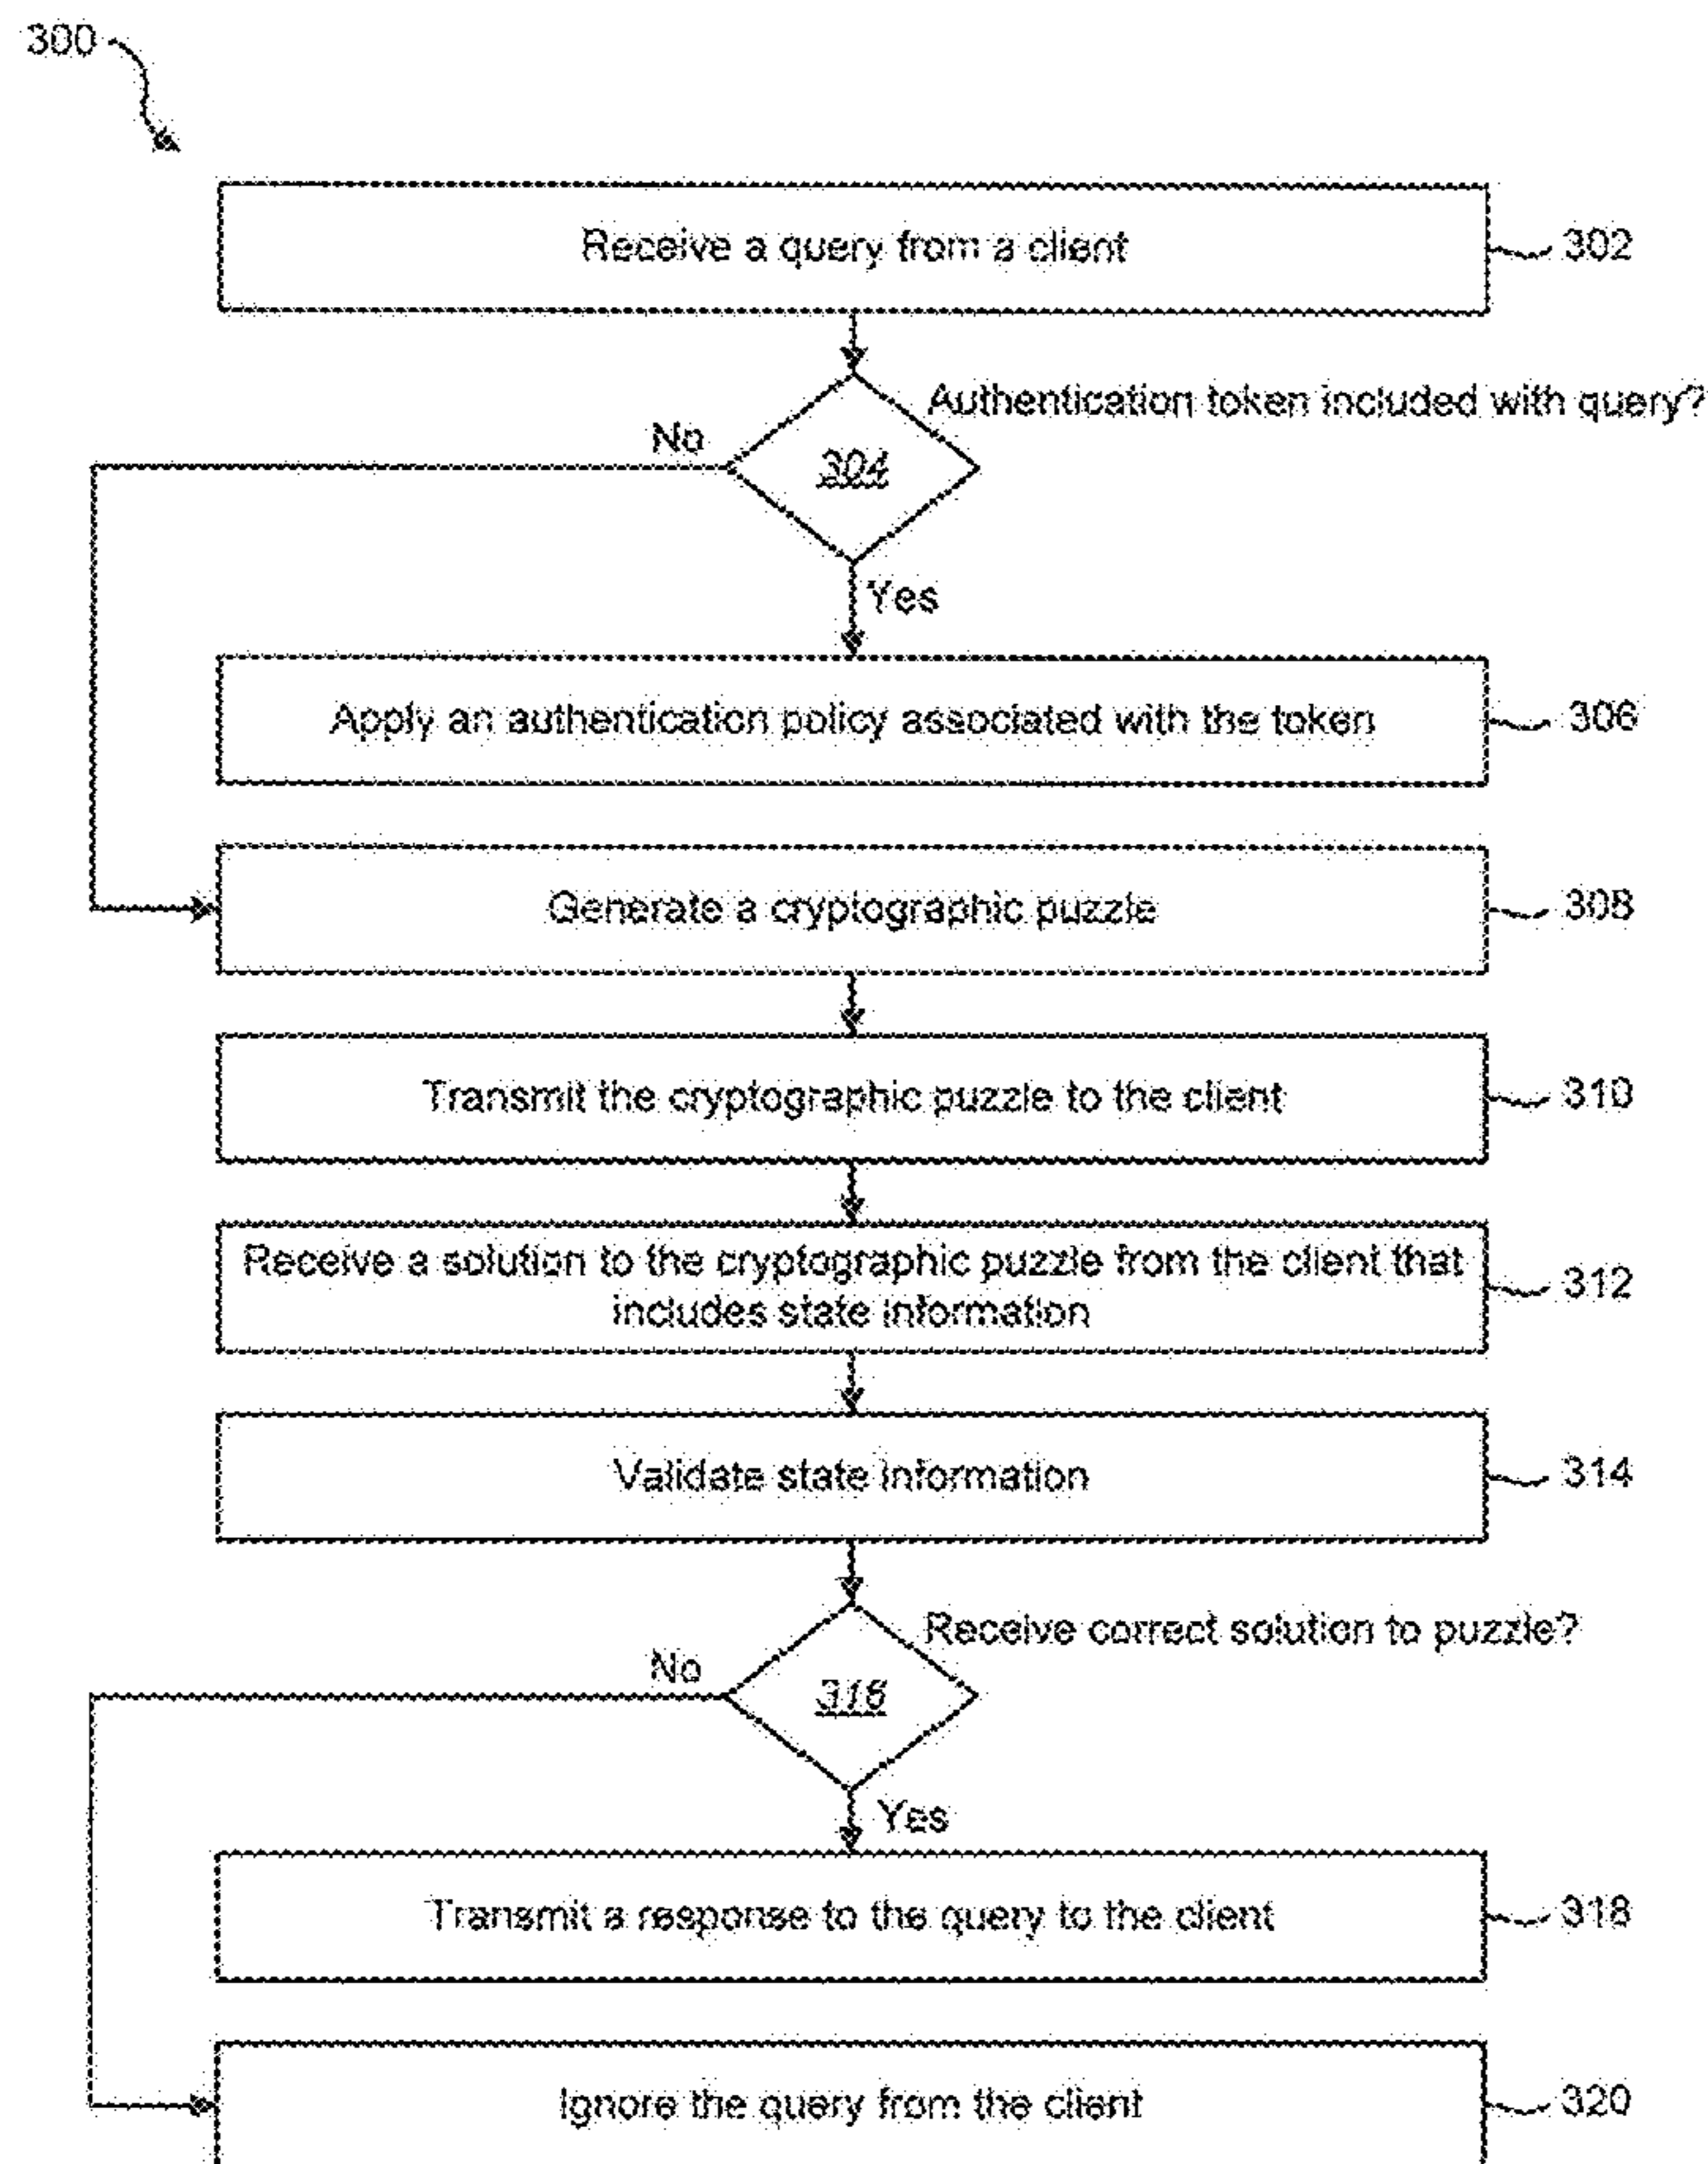 300
Receive a query from a client
302
Authentication token included with query?
No
304
Yes
Apply an authentication policy associated with the token
306
Generate a cryptographic puzzle
308
Transmit the cryptographic puzzle to the client
310
Receive a solution to the cryptographic puzzle from the client that
includes state information
312
Validate state information
314
Receive correct solution to puzzle?
No
316
Yes
Transmit a response to the query to the client
318
Ignore the query from the client
320